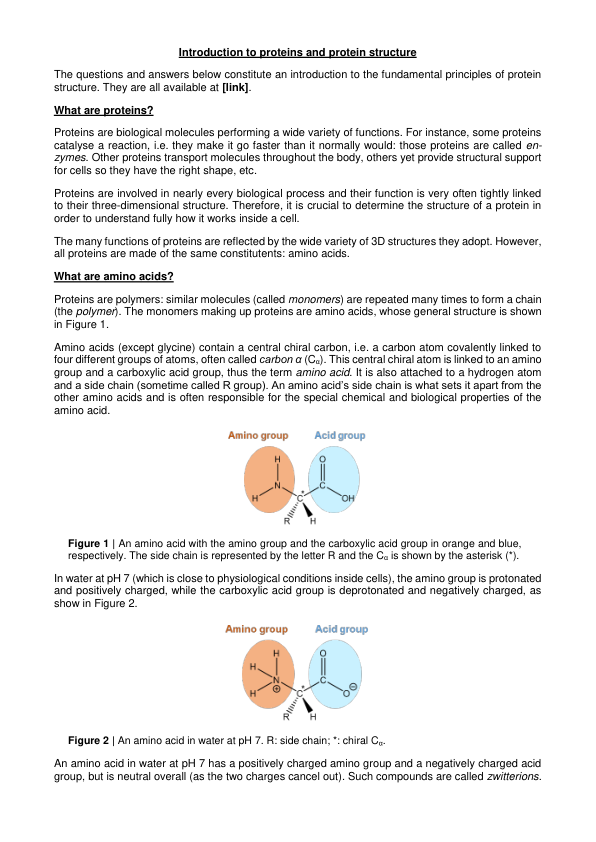 Introduction to proteins and protein structure
The questions and answers below constitute an introduction to the fundamental principles of protein
structure. They are all available at [link].
What are proteins?
Proteins are biological molecules performing a wide variety of functions. For instance, some proteins
catalyse a reaction, i.e. they make it go faster than it normally would: those proteins are called en-
zymes. Other proteins transport molecules throughout the body, others yet provide structural support
for cells so they have the right shape, etc.
Proteins are involved in nearly every biological process and their function is very often tightly linked
to their three-dimensional structure. Therefore, it is crucial to determine the structure of a protein in
order to understand fully how it works inside a cell.
The many functions of proteins are reflected by the wide variety of 3D structures they adopt. However,
all proteins are made of the same constitutents: amino acids.
What are amino acids?
Proteins are polymers: similar molecules (called monomers) are repeated many times to form a chain
(the polymer). The monomers making up proteins are amino acids, whose general structure is shown
in Figure 1.
Amino acids (except glycine) contain a central chiral carbon, i.e. a carbon atom covalently linked to
four different groups of atoms, often called carbon α (Cα). This central chiral atom is linked to an amino
group and a carboxylic acid group, thus the term amino acid. It is also attached to a hydrogen atom
and a side chain (sometime called R group). An amino acid's side chain is what sets it apart from the
other amino acids and is often responsible for the special chemical and biological properties of the
amino acid.
Amino group Acid group
H O
N C
H C * OH
R H
Figure 1 | An amino acid with the amino group and the carboxylic acid group in orange and blue,
respectively. The side chain is represented by the letter R and the Cα is shown by the asterisk (*).
In water at pH 7 (which is close to physiological conditions inside cells), the amino group is protonated
and positively charged, while the carboxylic acid group is deprotonated and negatively charged, as
show in Figure 2.
Amino group Acid group
H O
H N C
H ⊕ C * O ⊖
R H
Figure 2 | An amino acid in water at pH 7. R: side chain; *: chiral Cα.
An amino acid in water at pH 7 has a positively charged amino group and a negatively charged acid
group, but is neutral overall (as the two charges cancel out). Such compounds are called zwitterions.